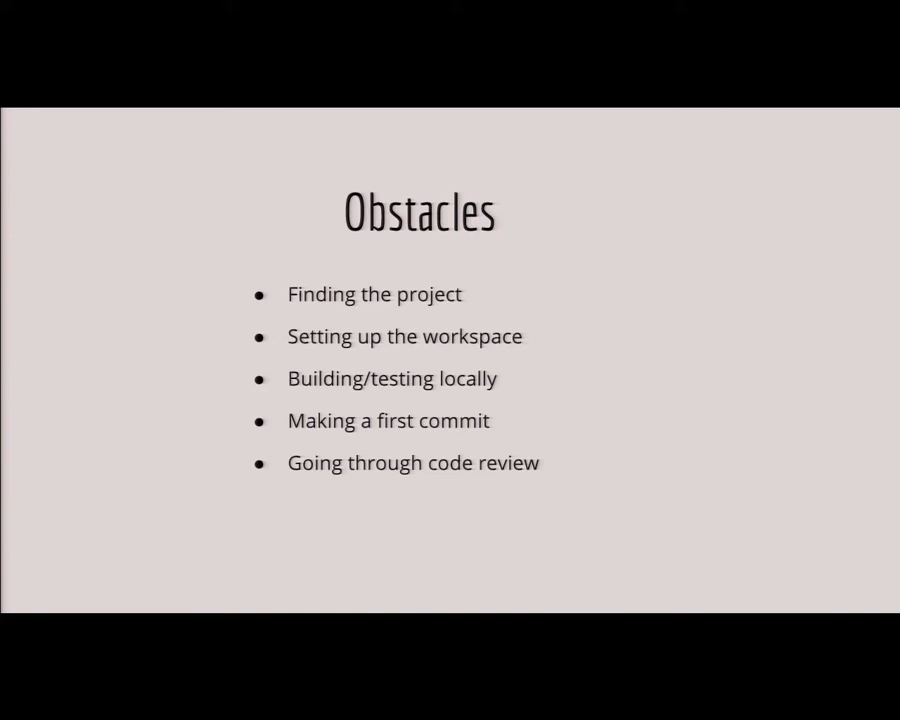 Obstacles
● Finding the project
● Setting up the workspace
● Building/testing locally
● Making a first commit
● Going through code review